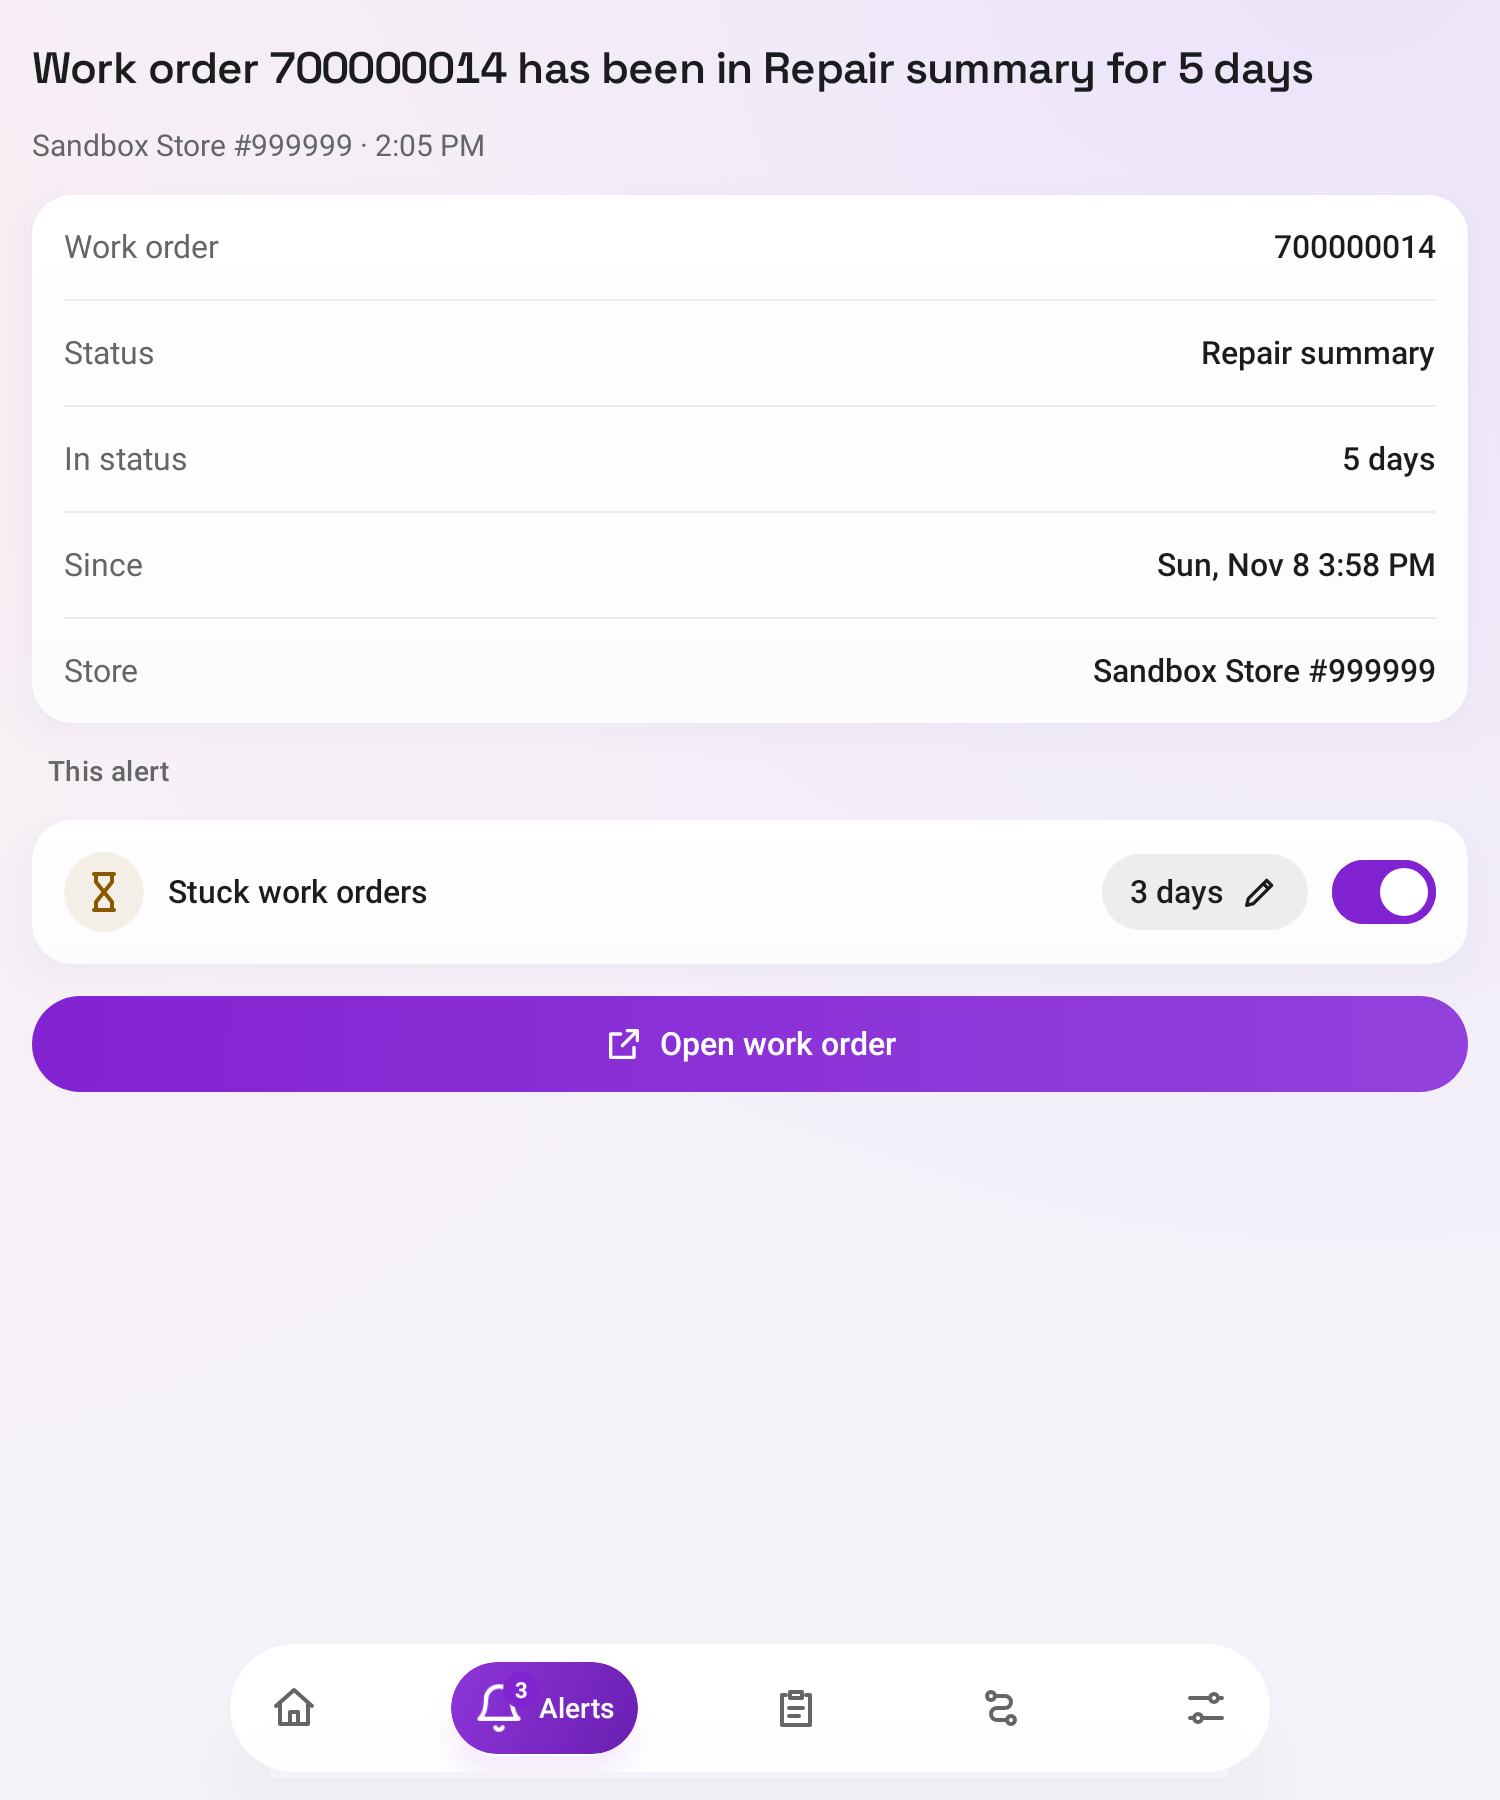 Work order 700000014 has been in Repair summary for 5 days
Sandbox Store #999999 · 2:05 PM
Work order 700000014
Status Repair summary
In status 5 days
Since Sun, Nov 8 3:58 PM
Store Sandbox Store #999999
This alert
Stuck work orders 3 days
Open work order
3 Alerts